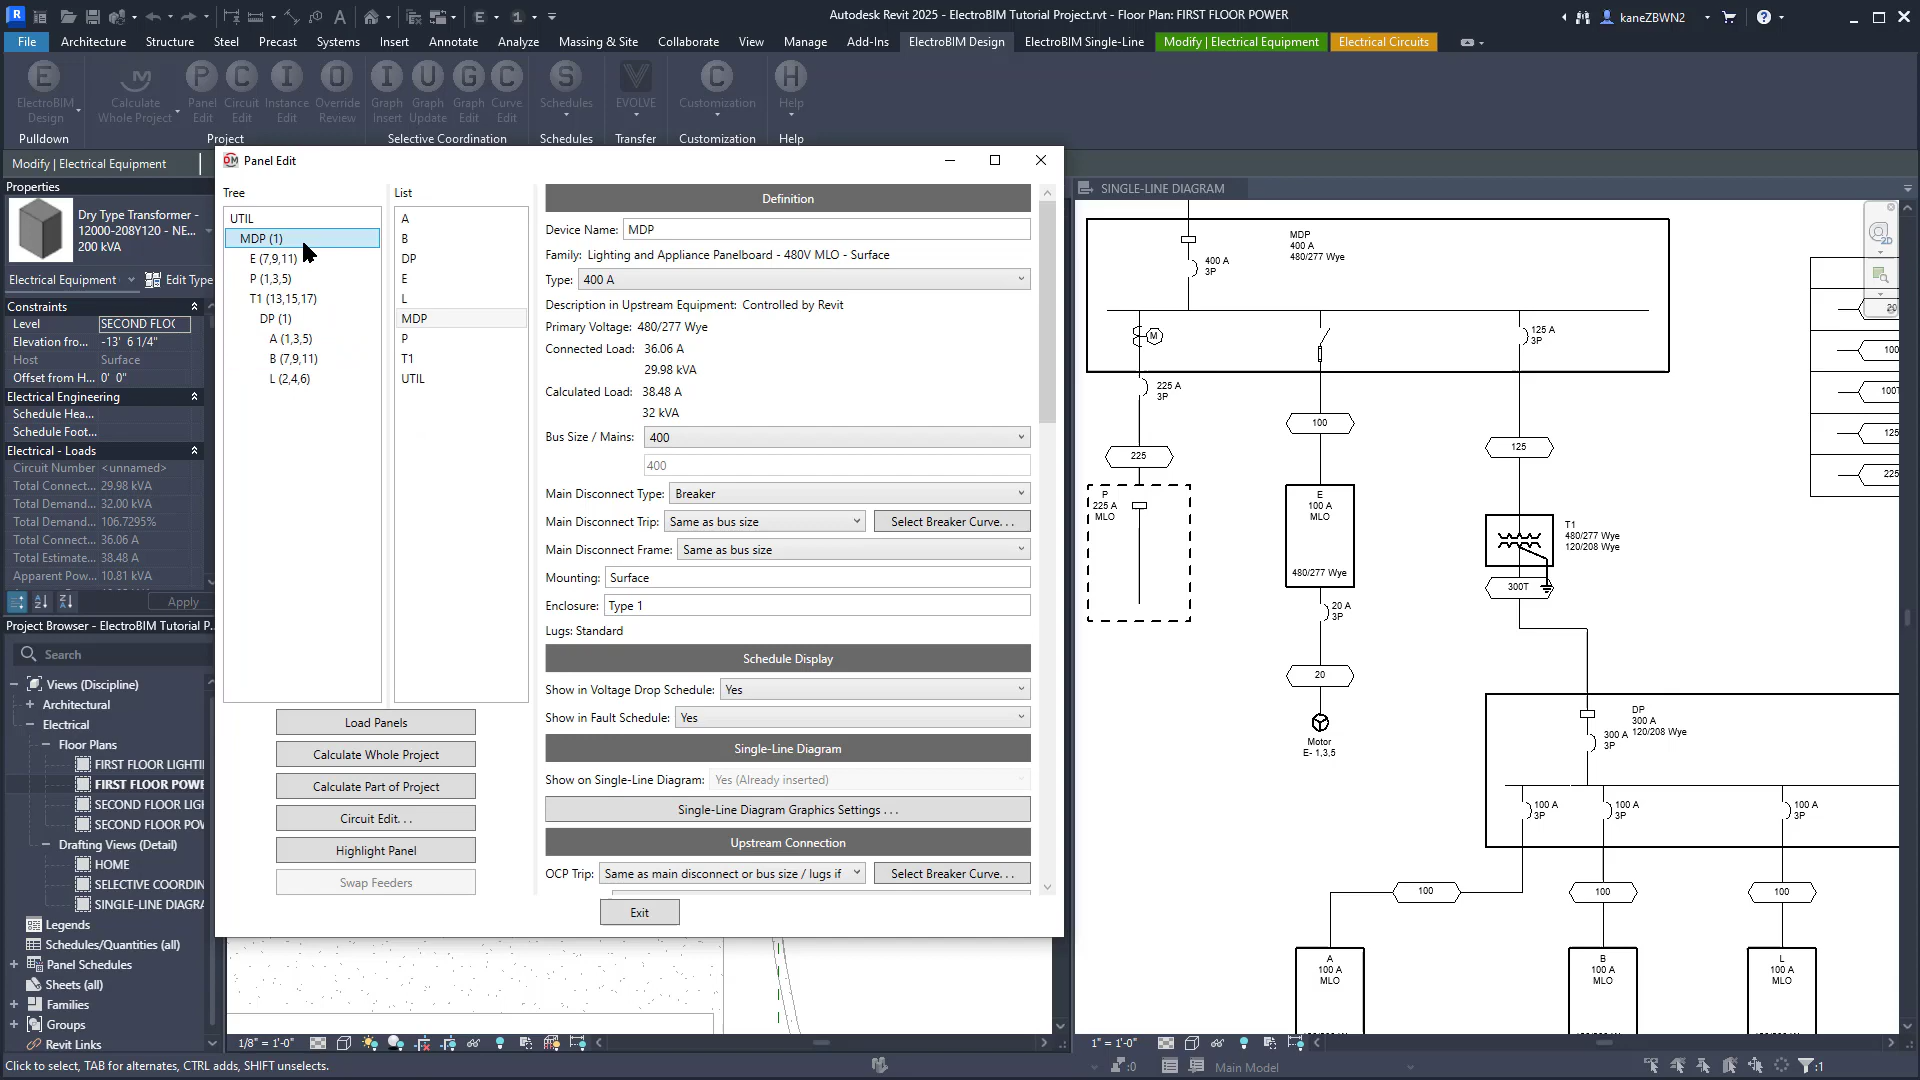 Autodesk Revit 2025 - ElectroBIM Tutorial Project.rvt - Floor Plan: FIRST FLOOR POWER
kaneZBWN2
File
Architecture
Structure
Steel
Precast
Systems
Insert
Annotate
Analyze
Massing & Site
Collaborate
View
Manage
Add-Ins
ElectroBIM Design
ElectroBIM Single-Line
Modify | Electrical Equipment
Electrical Circuits
ElectroBIM Design
Calculate Whole Project
Panel Edit
Circuit Edit
Instance Edit
Override Review
Graph Insert
Graph Update
Graph Edit
Curve Edit
Schedules
EVOLVE
Customization
Help
Pulldown
Project
Selective Coordination
Schedules
Transfer
Customization
Help
Modify | Electrical Equipment
Properties
Dry Type Transformer -
12000-208Y120 - NE...
200 kVA
Electrical Equipment
Edit Type
Constraints
Level
SECOND FLOC
Elevation fro... -13' 6 1/4"
Host Surface
Offset from H... 0' 0"
Electrical Engineering
Schedule Hea...
Schedule Foot...
Electrical - Loads
Circuit Number <unnamed>
Total Connect... 29.98 kVA
Total Demand... 32.00 kVA
Total Demand... 106.7295%
Total Connect... 36.06 A
Total Estimate... 38.48 A
Apparent Pow... 10.81 kVA
Apply
Project Browser - ElectroBIM Tutorial P...
Search
Views (Discipline)
Architectural
Electrical
Floor Plans
FIRST FLOOR LIGHTI
FIRST FLOOR POWE
SECOND FLOOR LIGH
SECOND FLOOR POW
Drafting Views (Detail)
HOME
SELECTIVE COORDIN
SINGLE-LINE DIAGRA
Legends
Schedules/Quantities (all)
Panel Schedules
Sheets (all)
Families
Groups
Revit Links
Panel Edit
Tree
UTIL
MDP (1)
E (7,9,11)
P (1,3,5)
T1 (13,15,17)
DP (1)
A (1,3,5)
B (7,9,11)
L (2,4,6)
List
A
B
DP
E
L
MDP
P
T1
UTIL
Load Panels
Calculate Whole Project
Calculate Part of Project
Circuit Edit. . .
Highlight Panel
Swap Feeders
Definition
Device Name: MDP
Family: Lighting and Appliance Panelboard - 480V MLO - Surface
Type: 400 A
Description in Upstream Equipment: Controlled by Revit
Primary Voltage: 480/277 Wye
Connected Load: 36.06 A
29.98 kVA
Calculated Load: 38.48 A
32 kVA
Bus Size / Mains: 400
400
Main Disconnect Type: Breaker
Main Disconnect Trip: Same as bus size
Select Breaker Curve. . .
Main Disconnect Frame: Same as bus size
Mounting: Surface
Enclosure: Type 1
Lugs: Standard
Schedule Display
Show in Voltage Drop Schedule: Yes
Show in Fault Schedule: Yes
Single-Line Diagram
Show on Single-Line Diagram: Yes (Already inserted)
Single-Line Diagram Graphics Settings . . .
Upstream Connection
OCP Trip: Same as main disconnect or bus size / lugs if
Select Breaker Curve. . .
Exit
SINGLE-LINE DIAGRAM
MDP
400 A
480/277 Wye
400 A
3P
M
125 A
3P
225 A
3P
100
125
225
P
225 A
MLO
E
100 A
MLO
480/277 Wye
T1
480/277 Wye
120/208 Wye
300T
20 A
3P
20
Motor
E- 1,3,5
DP
300 A
120/208 Wye
300 A
3P
100 A
3P
100 A
3P
100 A
3P
100
100
100
A
100 A
MLO
B
100 A
MLO
L
100 A
MLO
20
100
100T
125
225
2D
1/8" = 1'-0"
1" = 1'-0"
Click to select, TAB for alternates, CTRL adds, SHIFT unselects.
:0
Main Model
:1